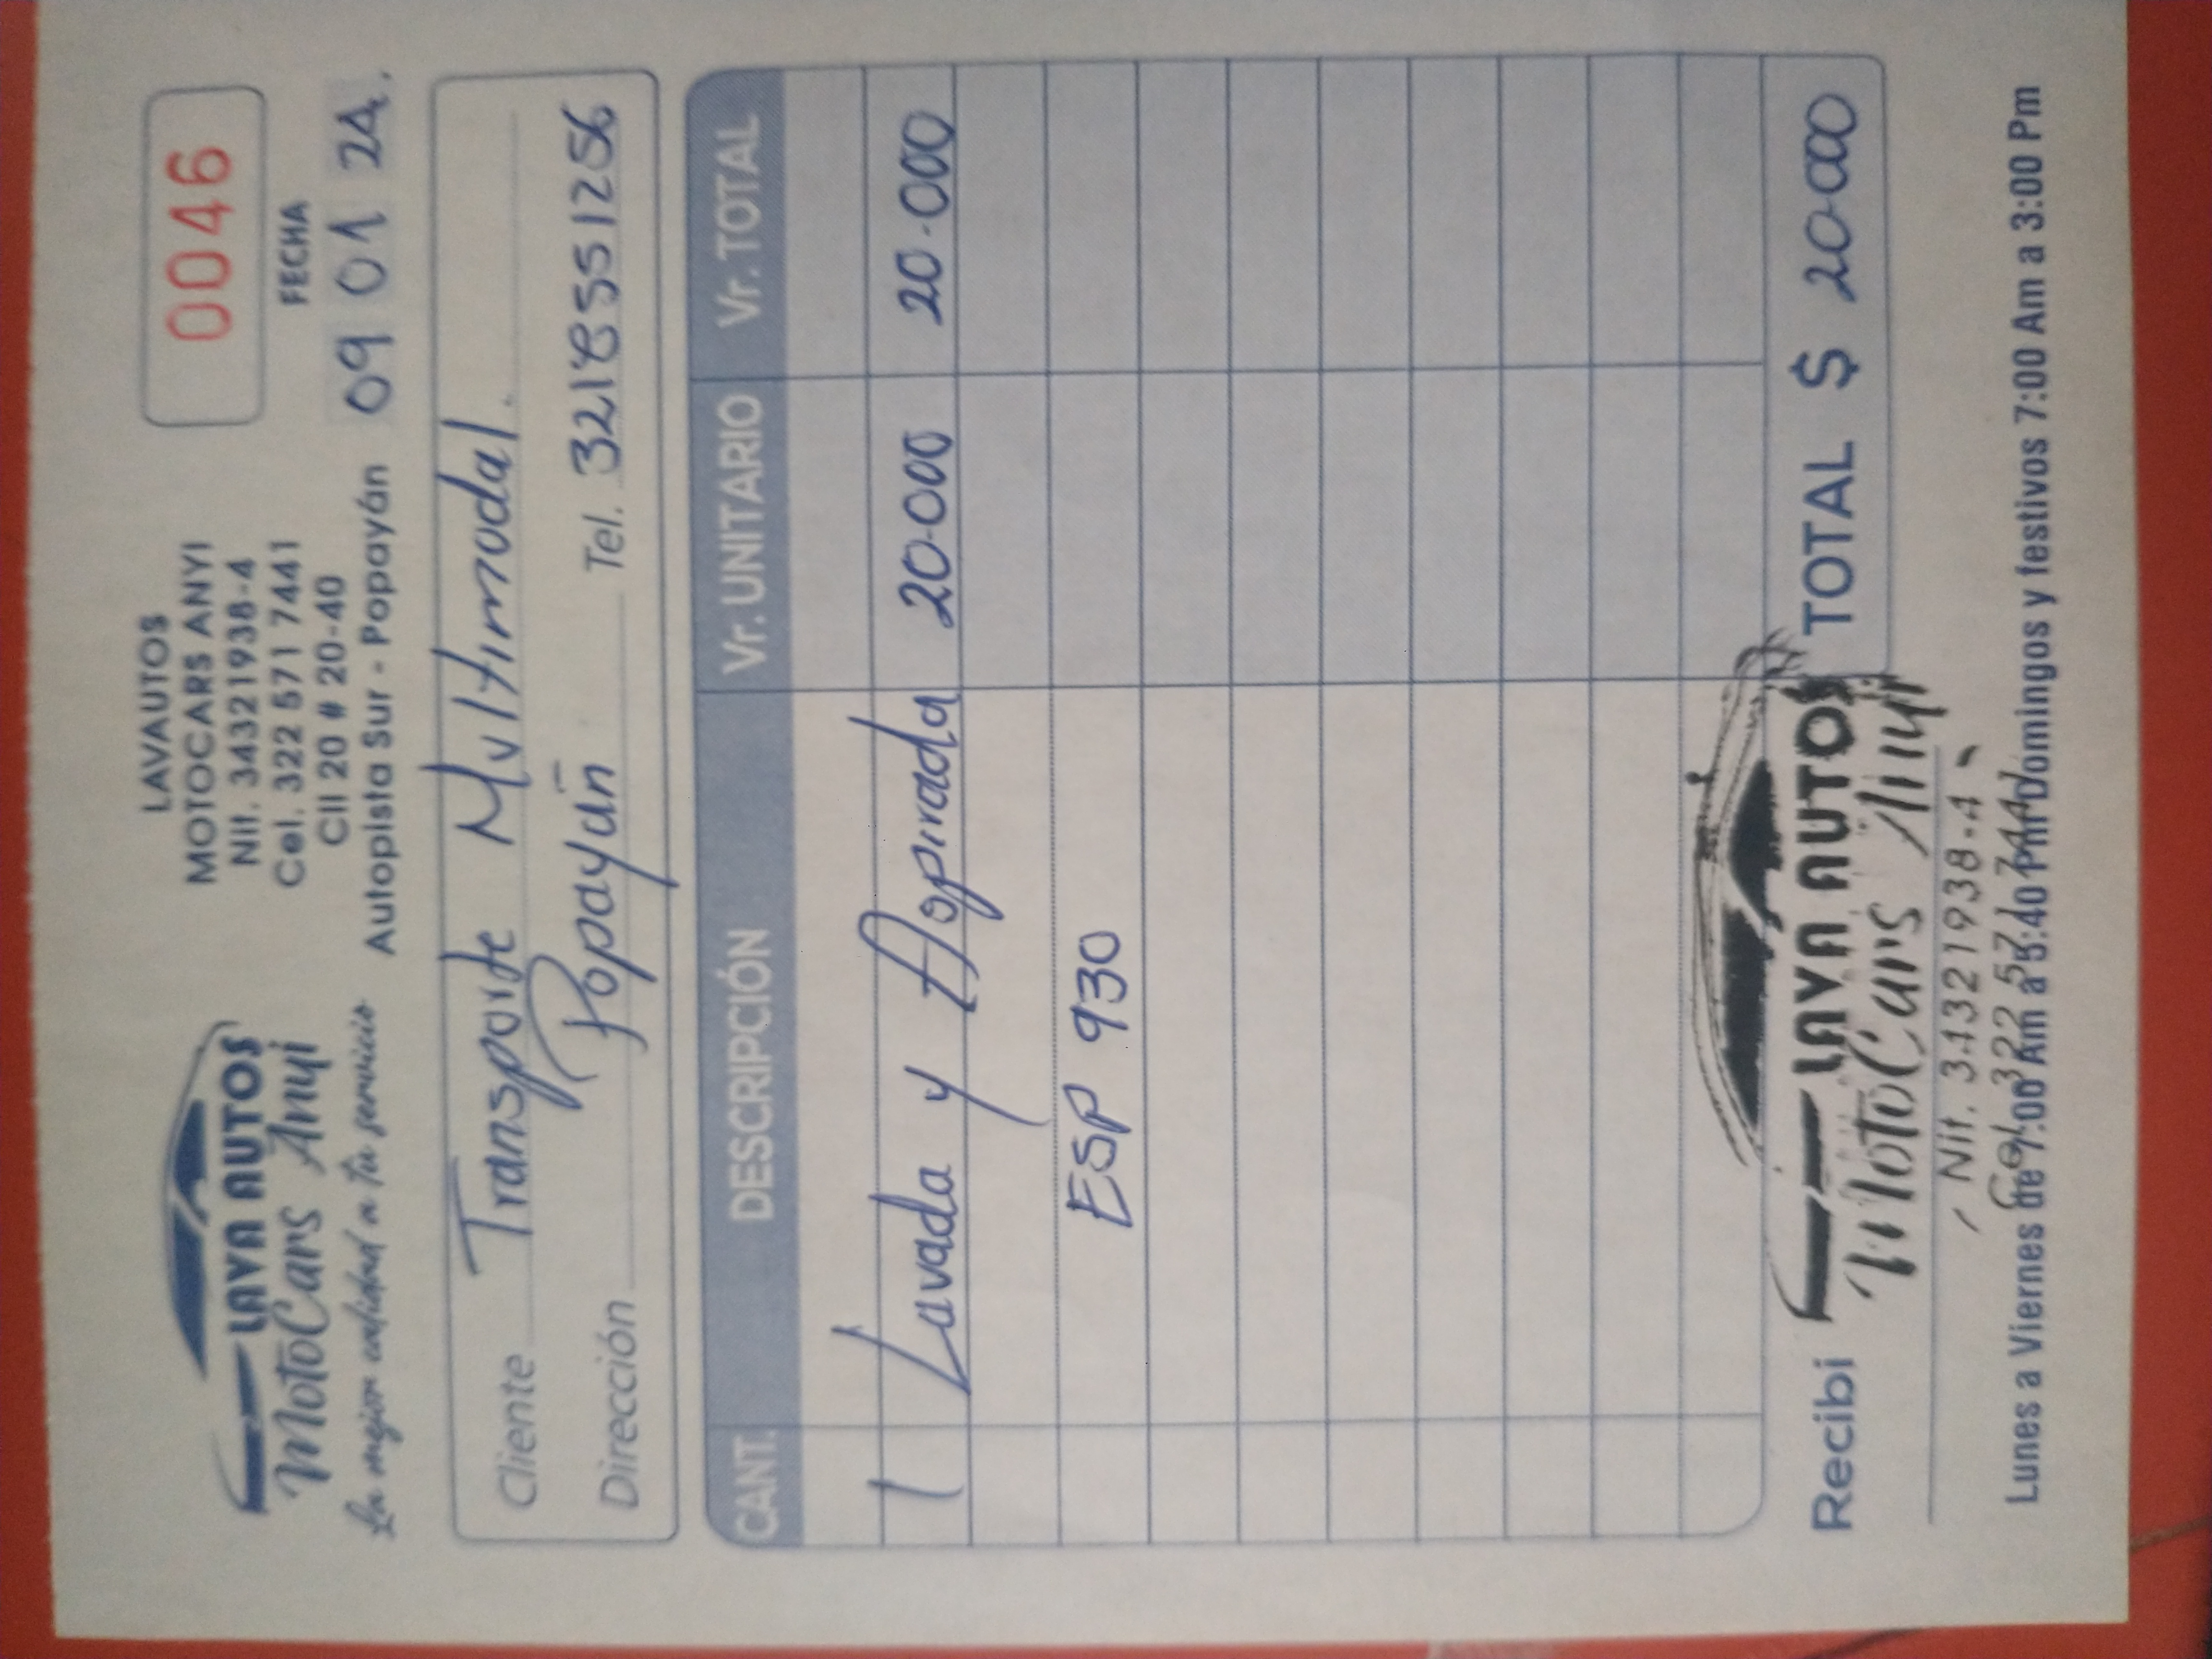 LAVA AUTOS
MotoCars Anyi
La mejor calidad a tu servicio
LAVAUTOS
MOTOCARS ANYI
Nit. 34321938-4
Cel. 322 571 7441
Cll 20 # 20-40
Autopista Sur - Popayán
0046
FECHA
09 01 24.
Cliente Transporte Multimodal.
Dirección Popayán Tel. 3218551256
CANT. DESCRIPCIÓN Vr. UNITARIO Vr. TOTAL
1 Lavada y Aspirada 20.000 20.000
ESP 930
TOTAL $ 20000
Recibi
LAVA AUTOS
MotoCars Anyi
Nit. 34321938-4
Cel. 322 571 7441
Lunes a Viernes de 7:00 Am a 5:40 Pm Domingos y festivos 7:00 Am a 3:00 Pm